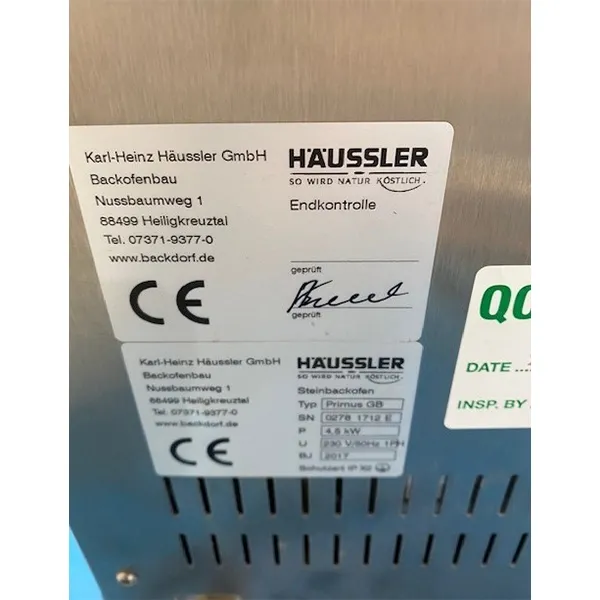 Karl-Heinz Häussler GmbH
Backofenbau
Nussbaumweg 1
88499 Heiligkreuztal
Tel. 07371-9377-0
www.backdorf.de
CE
HÄUSSLER
SO WIRD NATUR KÖSTLICH.
Endkontrolle
geprüft
geprüft
Karl-Heinz Häussler GmbH
Backofenbau
Nussbaumweg 1
88499 Heiligkreuztal
Tel. 07371-9377-0
www.backdorf.de
CE
HÄUSSLER
SO WIRD NATUR KÖSTLICH.
Steinbackofen
Typ Primus GB
SN 0278 1712 E
P 4,5 kW
U 230 V/50Hz 1PH
BJ 2017
Schutzart IP X2
DATE
INSP. BY